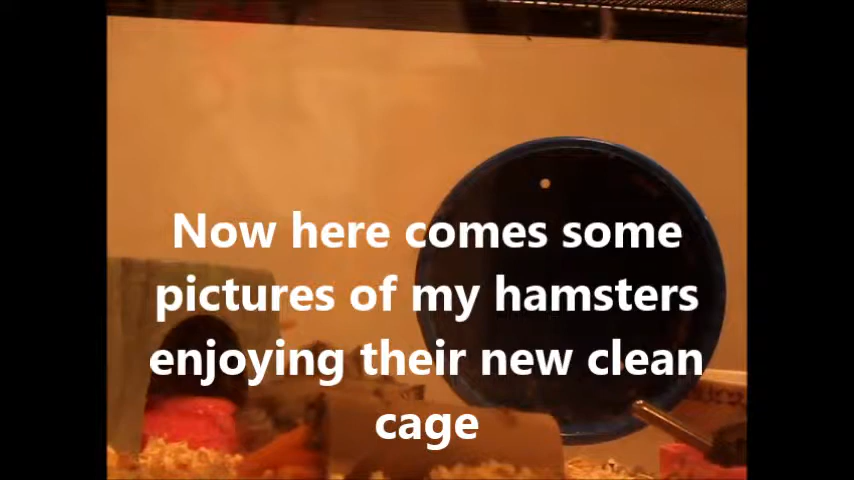 Now here comes some
pictures of my hamsters
enjoying their new clean
cage